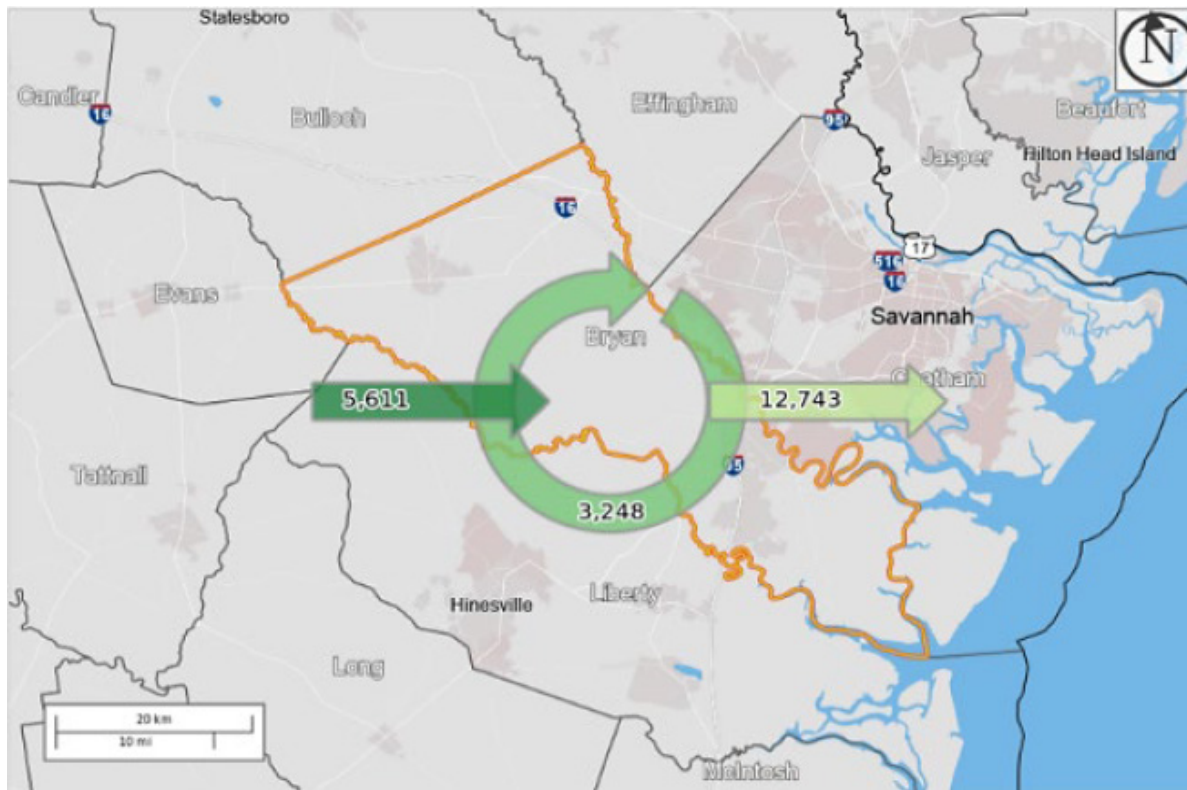 Statesboro
N
Candler
16
Bulloch
Effingham
95
Beaufort
Jasper
Hilton Head Island
16
17
516
16
Evans
Savannah
Bryan
Chatham
5,611
12,743
95
Tattnall
3,248
Hinesville
Liberty
Long
20 km
10 mi
McIntosh